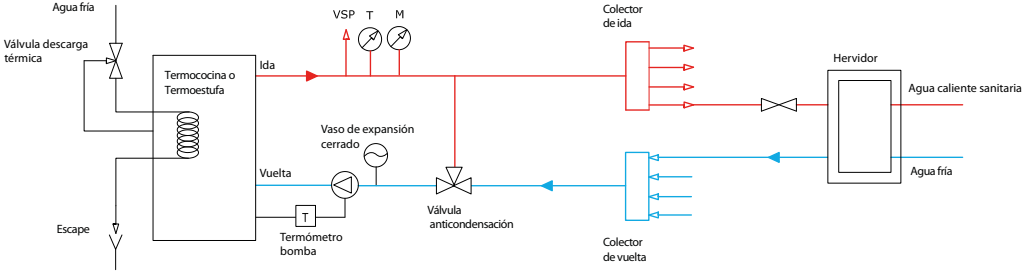 Agua fría
Válvula descarga
térmica
Termococina o
Termoestufa
Ida
VSP
T
M
Colector
de ida
Hervidor
Agua caliente sanitaria
Vaso de expansión
cerrado
Vuelta
Agua fría
Válvula
anticondensación
T
Termómetro
bomba
Escape
Colector
de vuelta